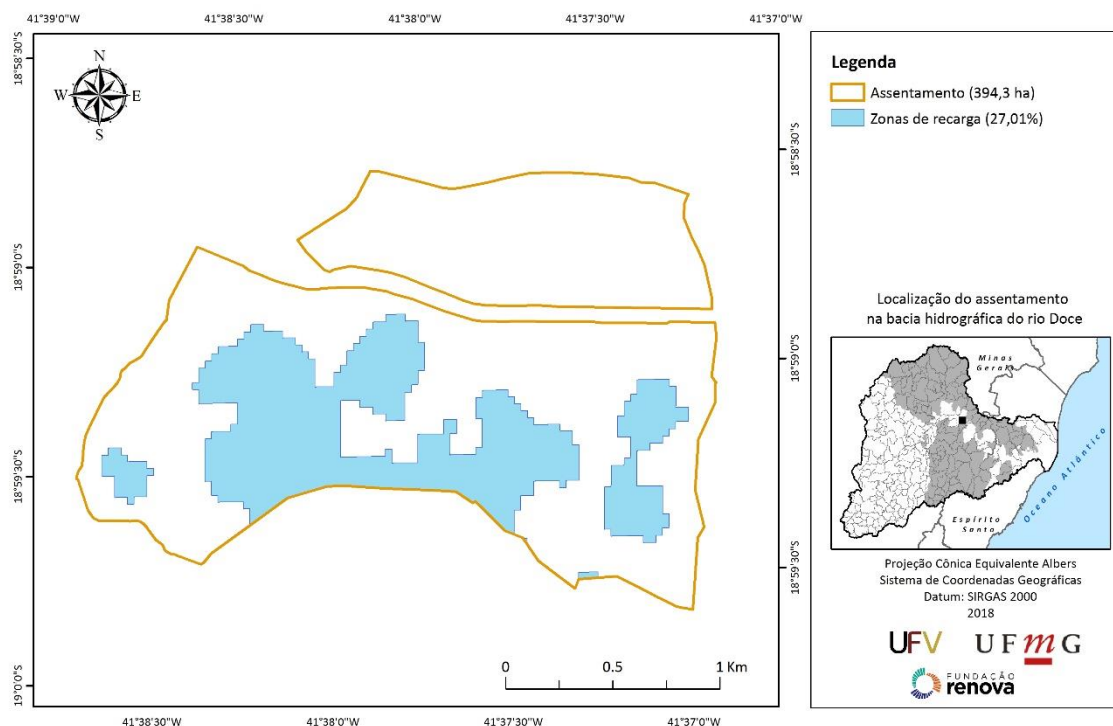 41°39'0"W
41°38'30"W
41°38'0"W
41°37'30"W
41°37'0"W
18°58'30"S
18°59'0"S
18°59'30"S
19°0'0"S
N
W
E
S
18°58'30"S
18°59'0"S
18°59'30"S
0
0.5
1 Km
41°38'30"W
41°38'0"W
41°37'30"W
41°37'0"W
Legenda
Assentamento (394,3 ha)
Zonas de recarga (27,01%)
Localização do assentamento
na bacia hidrográfica do rio Doce
Minas
Gerais
Oceano Atlântico
Espírito
Santo
Projeção Cônica Equivalente Albers
Sistema de Coordenadas Geográficas
Datum: SIRGAS 2000
2018
UFV
UFmG
FUNDAÇÃO
renova